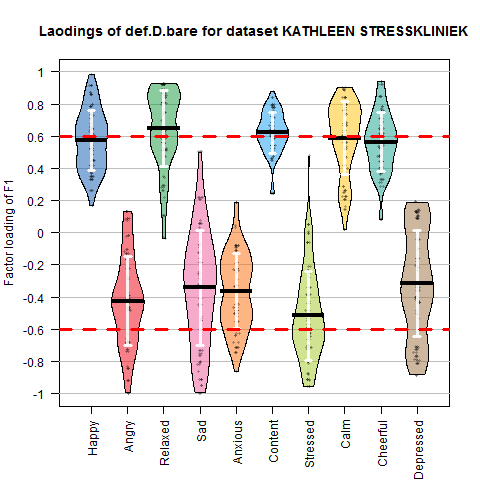 Laodings of def.D.bare for dataset KATHLEEN STRESSKLINIEK
Factor loading of F1
1
0.8
0.6
0.4
0.2
0
-0.2
-0.4
-0.6
-0.8
-1
Happy
Angry
Relaxed
Sad
Anxious
Content
Stressed
Calm
Cheerful
Depressed